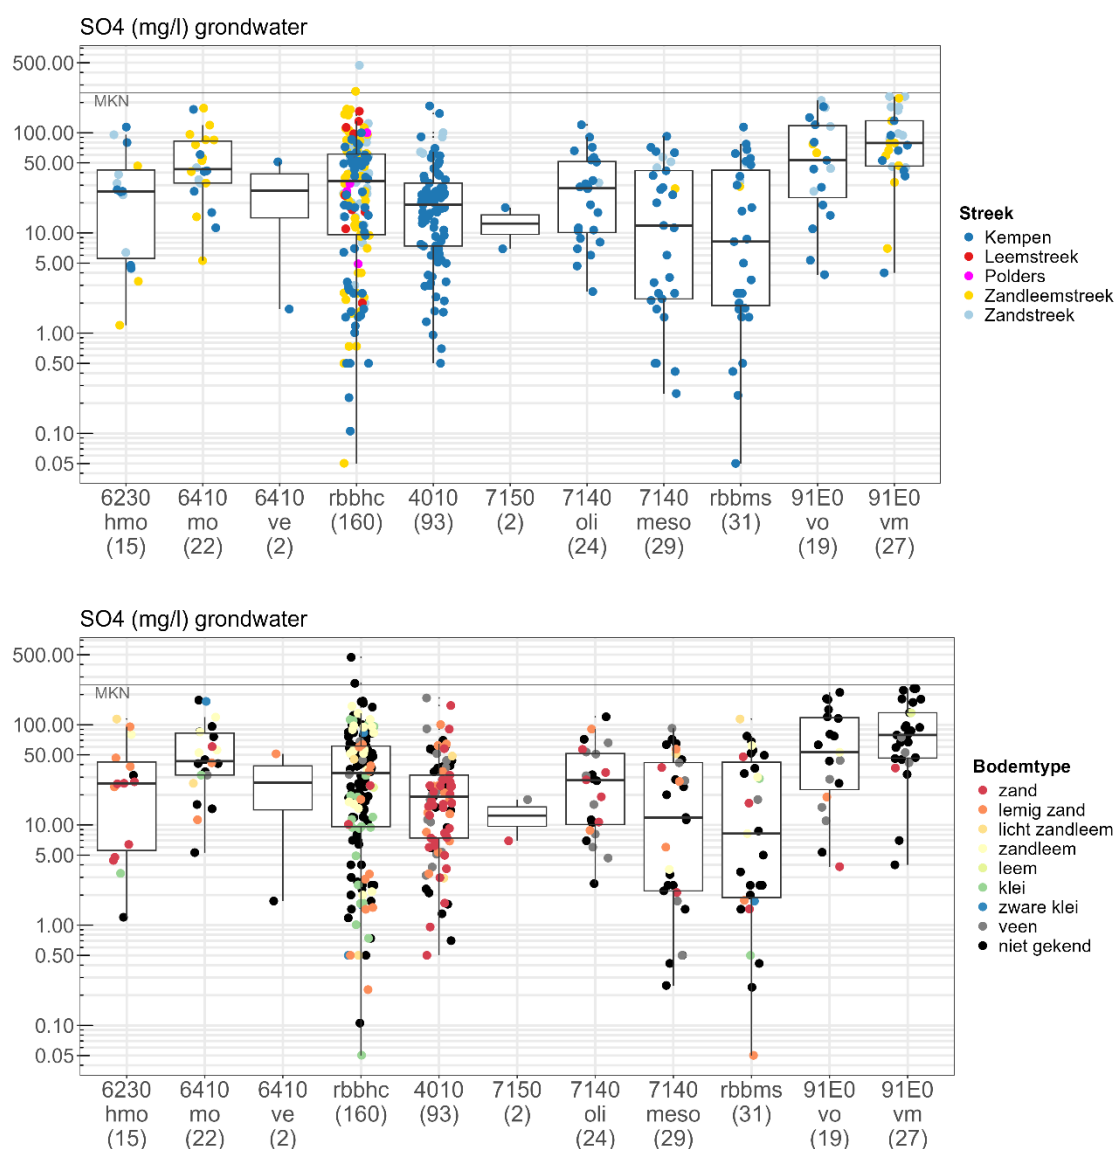 SO4 (mg/l) grondwater
500.00
MKN
100.00
50.00
10.00
5.00
1.00
0.50
0.10
0.05
6230 6410 6410 rbbhc 4010 7150 7140 7140 rbbms 91E0 91E0
hmo mo ve (160) (93) (2) oli meso (31) vo vm
(15) (22) (2) (24) (29) (19) (27)
Streek
Kempen
Leemstreek
Polders
Zandleemstreek
Zandstreek
SO4 (mg/l) grondwater
500.00
MKN
100.00
50.00
10.00
5.00
1.00
0.50
0.10
0.05
6230 6410 6410 rbbhc 4010 7150 7140 7140 rbbms 91E0 91E0
hmo mo ve (160) (93) (2) oli meso (31) vo vm
(15) (22) (2) (24) (29) (19) (27)
Bodemtype
zand
lemig zand
licht zandleem
zandleem
leem
klei
zware klei
veen
niet gekend